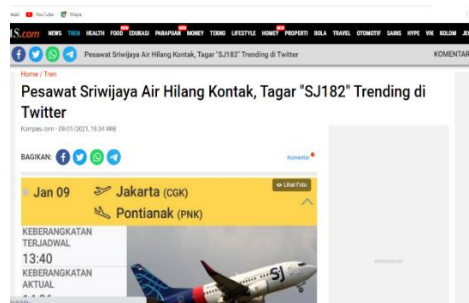 YouTube
Maps
S.com NEWS TREN HEALTH FOOD EDUKASI PARAPUAN MONEY TEKNO LIFESTYLE HOMEY PROPERTI BOLA TRAVEL OTOMOTIF SAINS HYPE VIK KOLOM
Pesawat Sriwijaya Air Hilang Kontak, Tagar "SJ182" Trending di Twitter KOMENTAR
Home / Tren
Pesawat Sriwijaya Air Hilang Kontak, Tagar "SJ182" Trending di
Twitter
Kompas.com - 09/01/2021, 18:34 WIB
BAGIKAN:
Komentar
Lihat Foto
Jan 09 Jakarta (CGK)
Pontianak (PNK)
KEBERANGKATAN
TERJADWAL
13:40
KEBERANGKATAN
AKTUAL
SJ